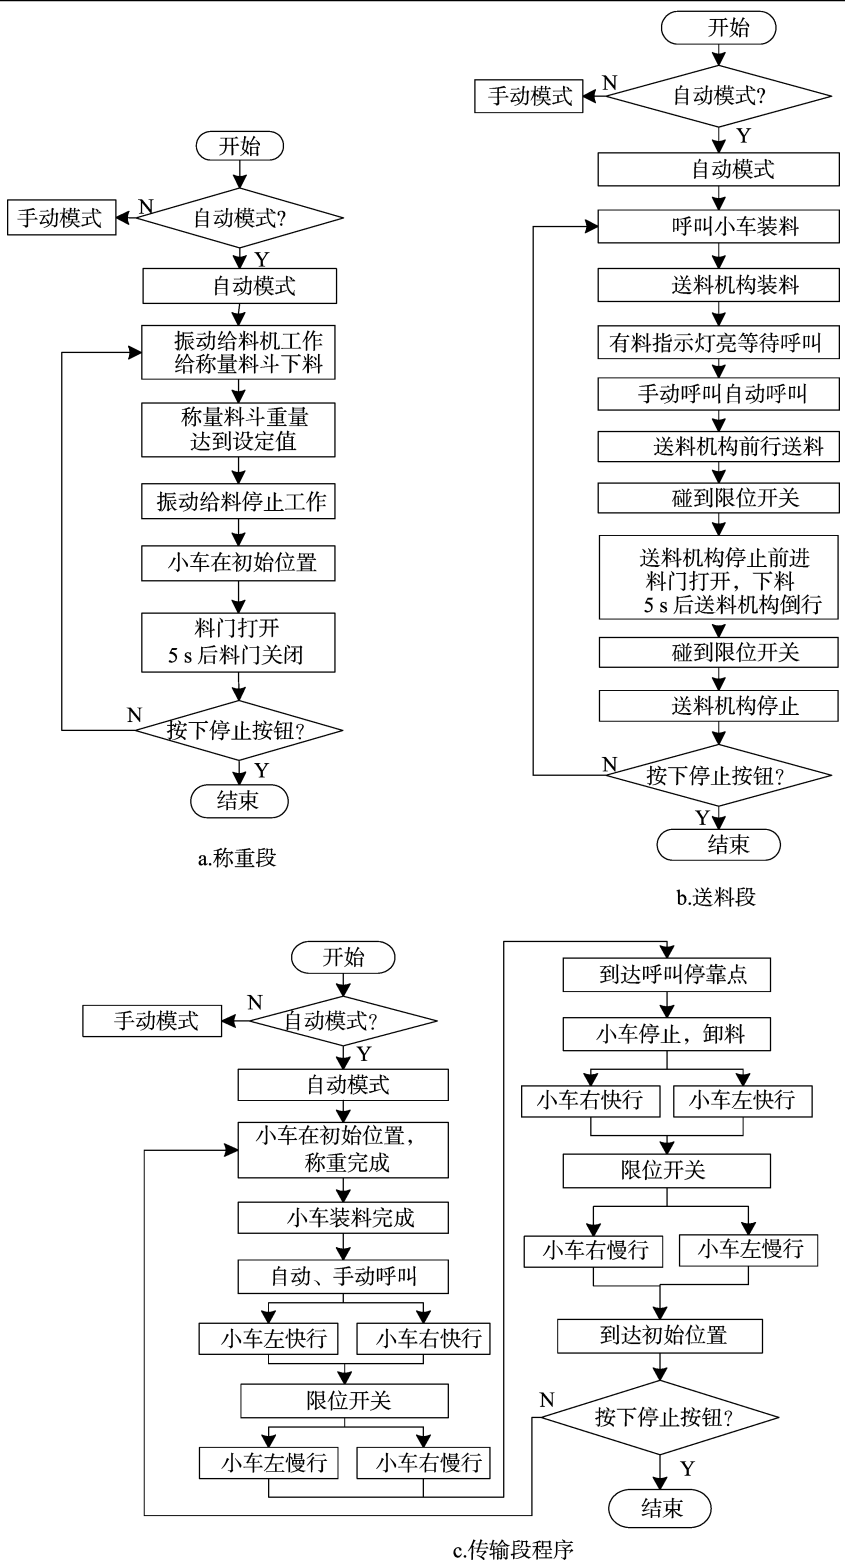 开始
自动模式?
N
手动模式
Y
自动模式
振动给料机工作
给称量料斗下料
称量料斗重量
达到设定值
振动给料停止工作
小车在初始位置
料门打开
5 s后料门关闭
N
按下停止按钮?
Y
结束
a.称重段
开始
自动模式?
N
手动模式
Y
自动模式
呼叫小车装料
送料机构装料
有料指示灯亮等待呼叫
手动呼叫自动呼叫
送料机构前行送料
碰到限位开关
送料机构停止前进
料门打开，下料
5 s后送料机构倒行
碰到限位开关
送料机构停止
N
按下停止按钮?
Y
结束
b.送料段
开始
N
手动模式
自动模式?
Y
自动模式
小车在初始位置，
称重完成
小车装料完成
自动、手动呼叫
小车左快行
小车右快行
限位开关
小车左慢行
小车右慢行
到达呼叫停靠点
小车停止，卸料
小车右快行
小车左快行
限位开关
小车右慢行
小车左慢行
到达初始位置
N
按下停止按钮?
Y
结束
c.传输段程序